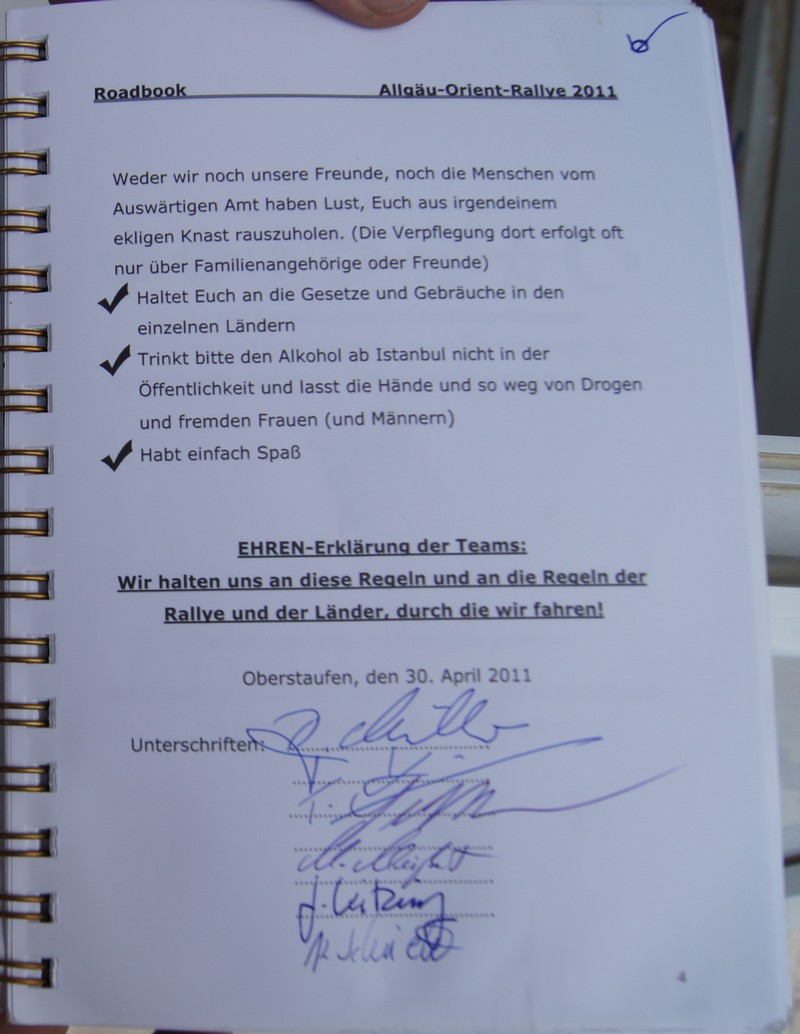 Roadbook Allgäu-Orient-Rallye 2011
Weder wir noch unsere Freunde, noch die Menschen vom
Auswärtigen Amt haben Lust, Euch aus irgendeinem
ekligen Knast rauszuholen. (Die Verpflegung dort erfolgt oft
nur über Familienangehörige oder Freunde)
Haltet Euch an die Gesetze und Gebräuche in den
einzelnen Ländern
Trinkt bitte den Alkohol ab Istanbul nicht in der
Öffentlichkeit und lasst die Hände und so weg von Drogen
und fremden Frauen (und Männern)
Habt einfach Spaß
EHREN-Erklärung der Teams:
Wir halten uns an diese Regeln und an die Regeln der
Rallye und der Länder, durch die wir fahren!
Oberstaufen, den 30. April 2011
Unterschriften:
4